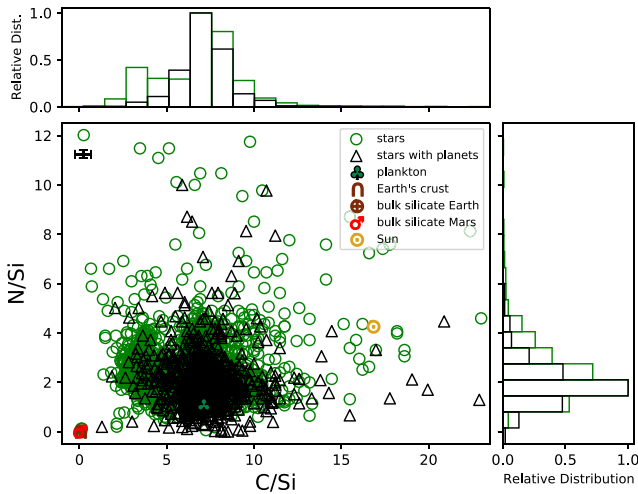 Relative Dist.
1.0
0.5
0.0
12
10
8
6
4
2
0
N/Si
stars
stars with planets
plankton
Earth's crust
bulk silicate Earth
bulk silicate Mars
Sun
0 5 10 15 20
C/Si
0.0 0.5 1.0
Relative Distribution